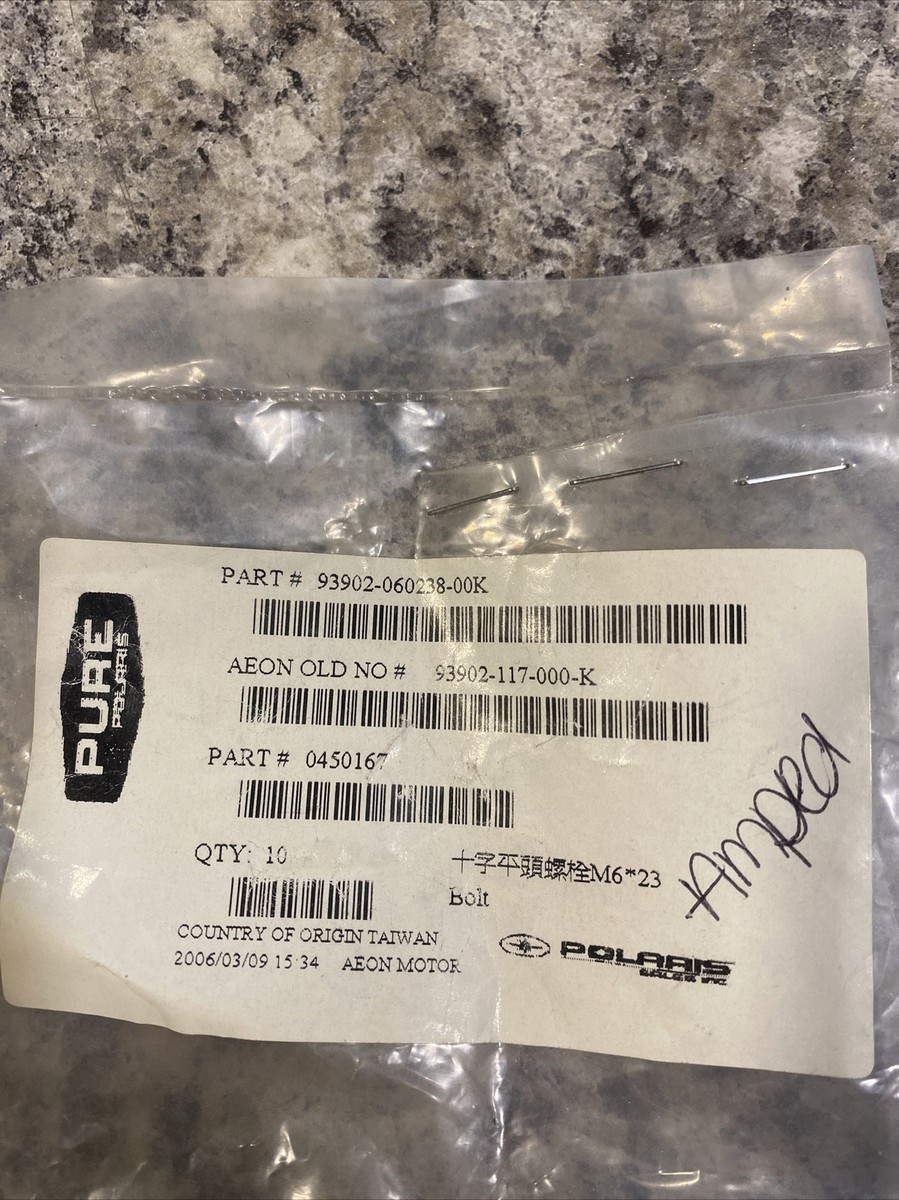 PURE
POLARIS
PART # 93902-060238-00K
AEON OLD NO # 93902-117-000-K
PART # 0450167
QTY: 10
十字平頭螺栓M6*23
Bolt
COUNTRY OF ORIGIN TAIWAN
2006/03/09 15:34 AEON MOTOR
POLARIS
SALES INC.